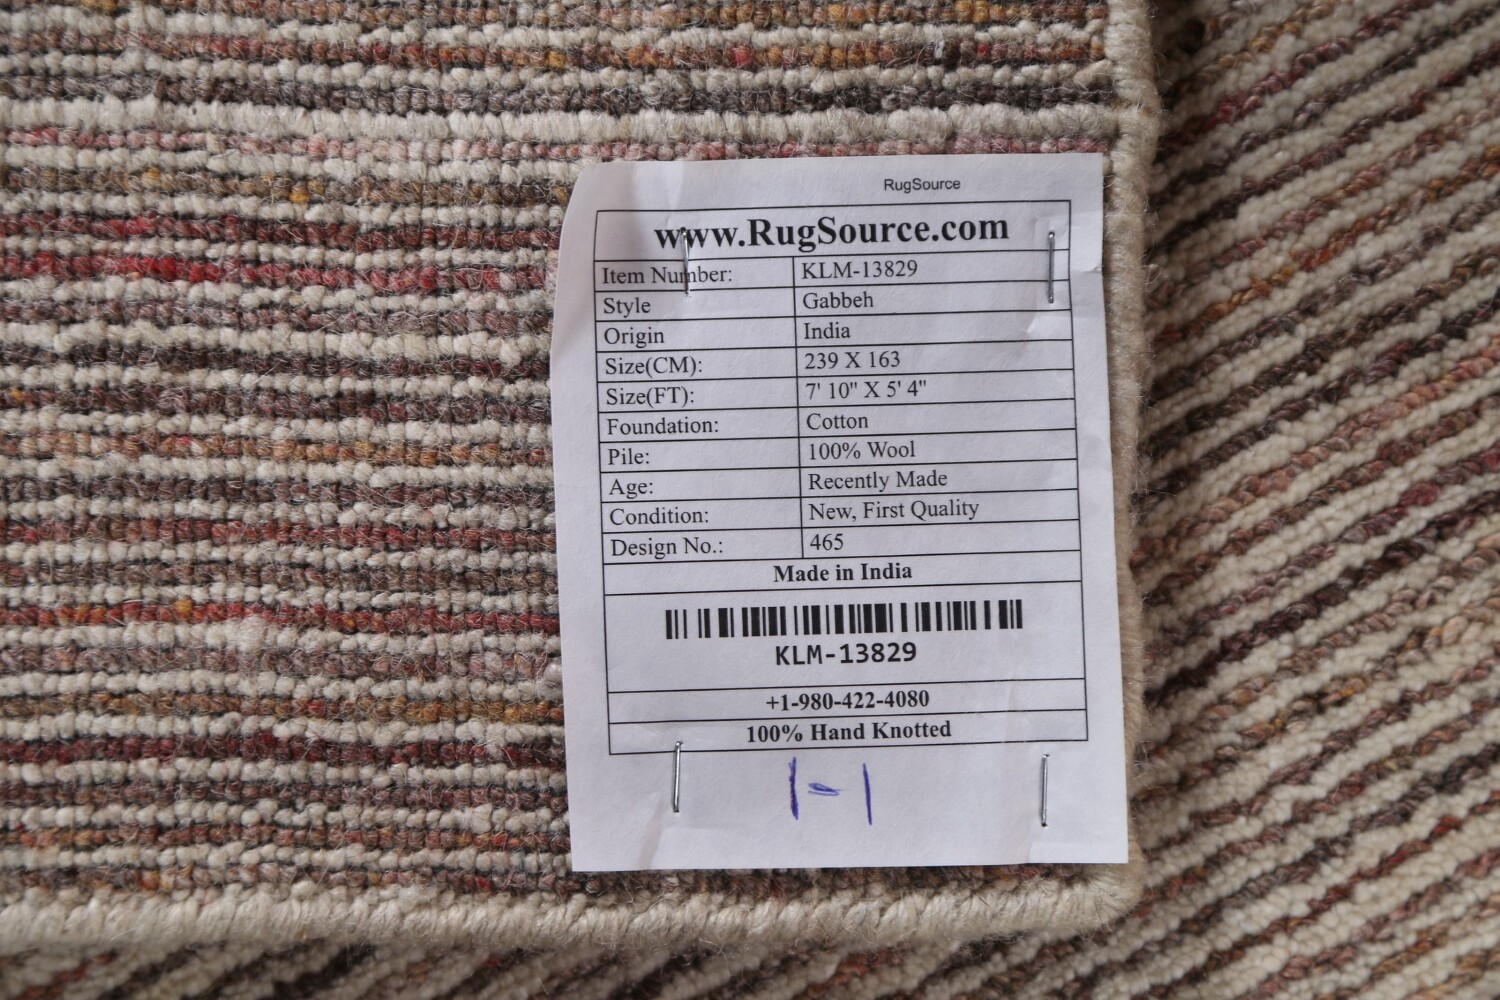 RugSource
www.RugSource.com
Item Number: KLM-13829
Style Gabbeh
Origin India
Size(CM): 239 X 163
Size(FT): 7' 10" X 5' 4"
Foundation: Cotton
Pile: 100% Wool
Age: Recently Made
Condition: New, First Quality
Design No.: 465
Made in India
KLM-13829
+1-980-422-4080
100% Hand Knotted
1-1